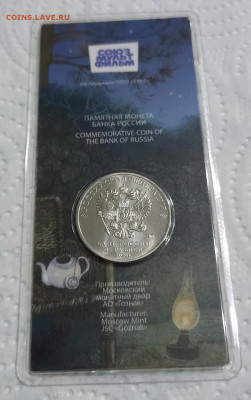 COINS.LAVE.RU
СОЮЗ
МУЛЬТ
ФИЛЬМ
ПАМЯТНАЯ МОНЕТА
БАНКА РОССИИ
COMMEMORATIVE COIN OF
THE BANK OF RUSSIA
Производитель:
Московский
монетный двор
АО «Гознак»
Manufacturer:
Moscow Mint
JSC «Goznak»